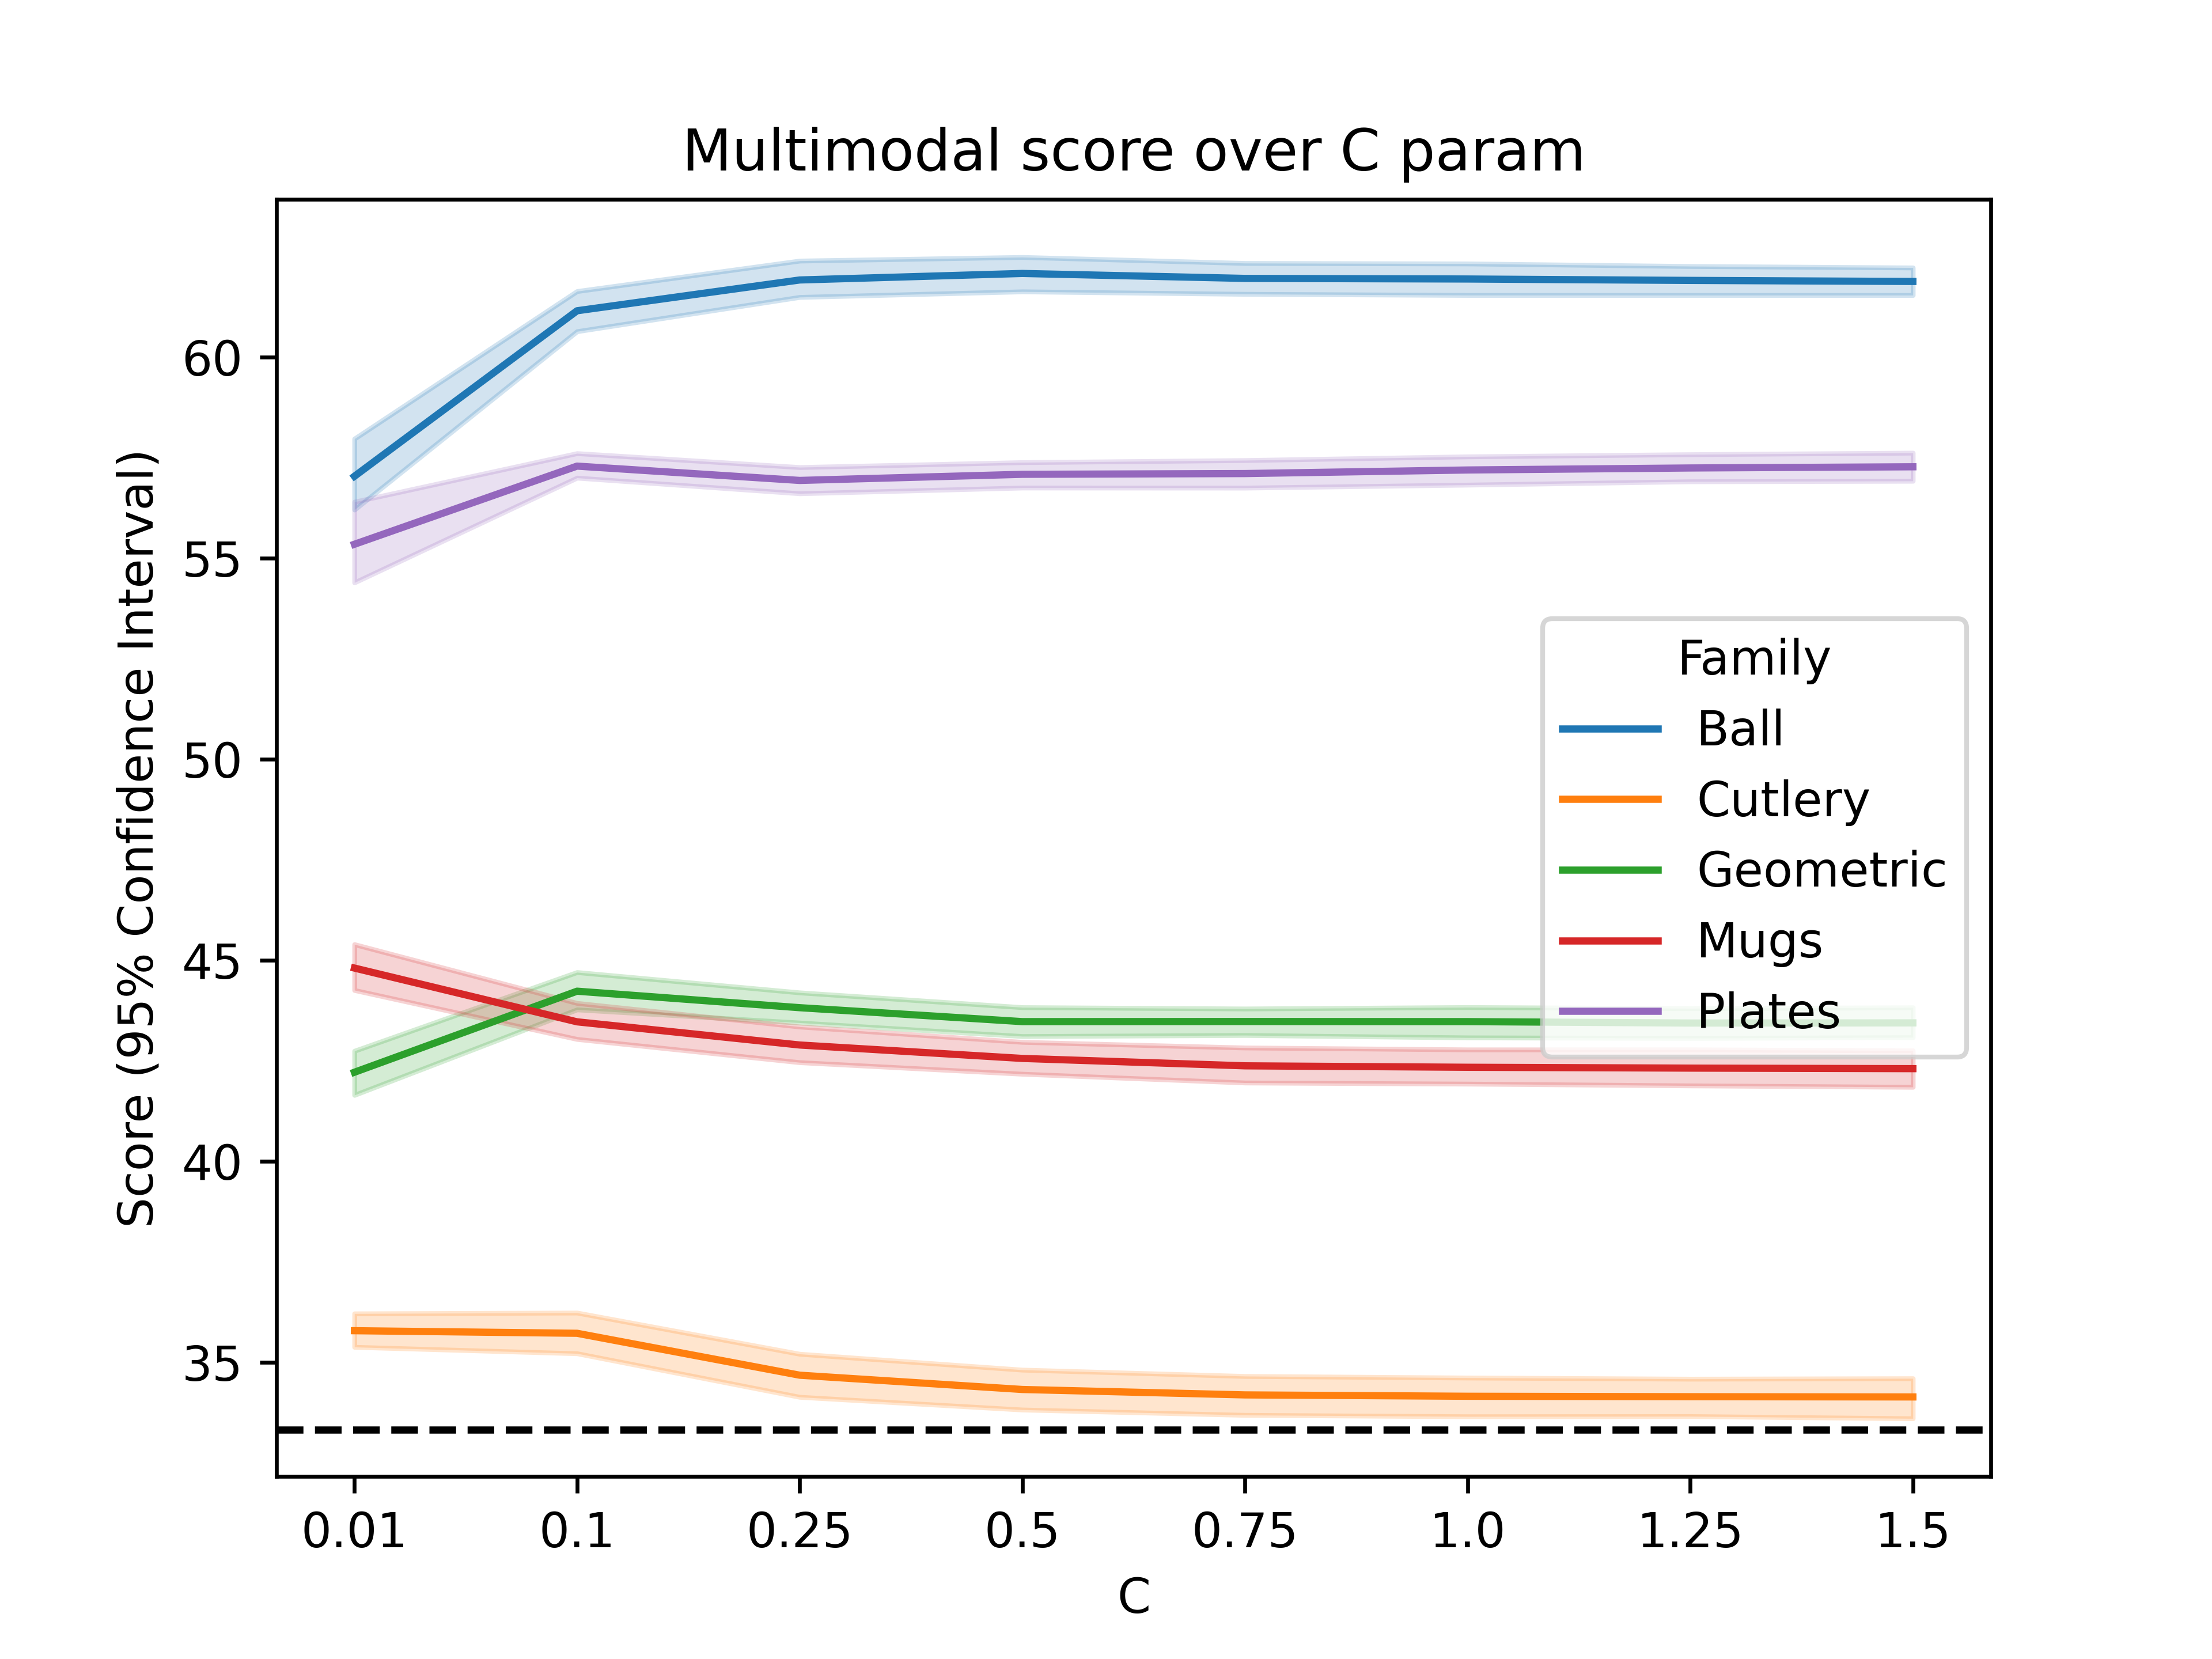 Multimodal score over C param
Score (95% Confidence Interval)
60
55
50
45
40
35
Family
Ball
Cutlery
Geometric
Mugs
Plates
0.01 0.1 0.25 0.5 0.75 1.0 1.25 1.5
C